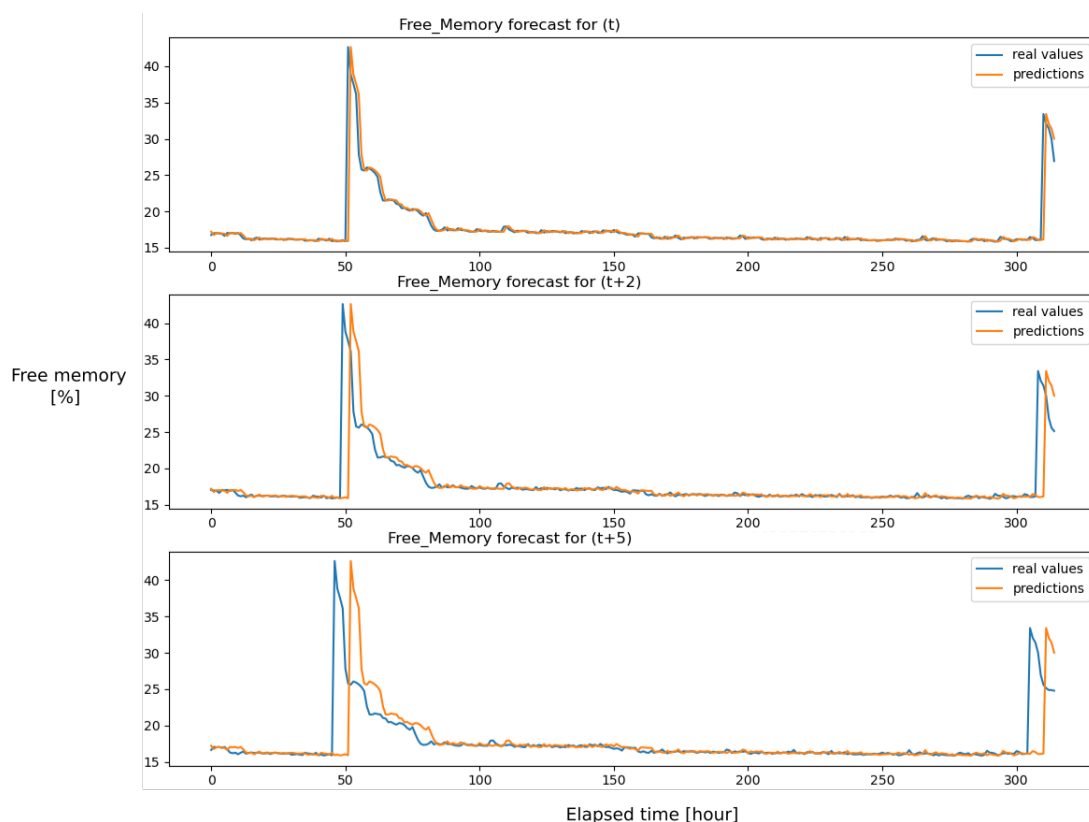 Free_Memory forecast for (t)
real values
predictions
40
35
30
25
20
15
0 50 100 150 200 250 300
Free_Memory forecast for (t+2)
real values
predictions
40
35
30
25
20
15
0 50 100 150 200 250 300
Free memory
[%]
Free_Memory forecast for (t+5)
real values
predictions
40
35
30
25
20
15
0 50 100 150 200 250 300
Elapsed time [hour]